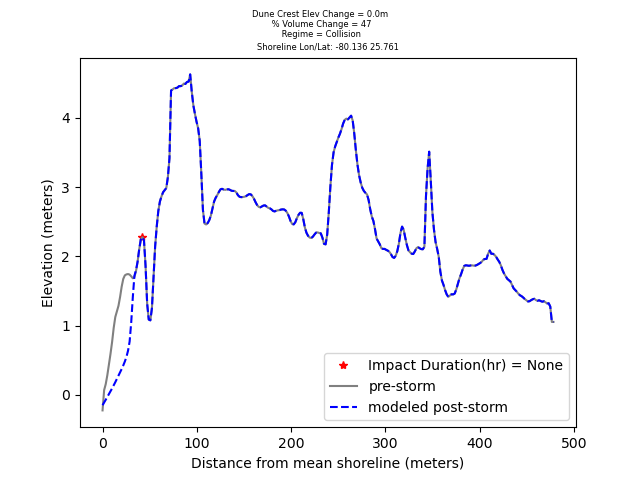 Dune Crest Elev Change = 0.0m
% Volume Change = 47
Regime = Collision
Shoreline Lon/Lat: -80.136 25.761
Elevation (meters)
4
3
2
1
0
Impact Duration(hr) = None
pre-storm
modeled post-storm
0 100 200 300 400 500
Distance from mean shoreline (meters)